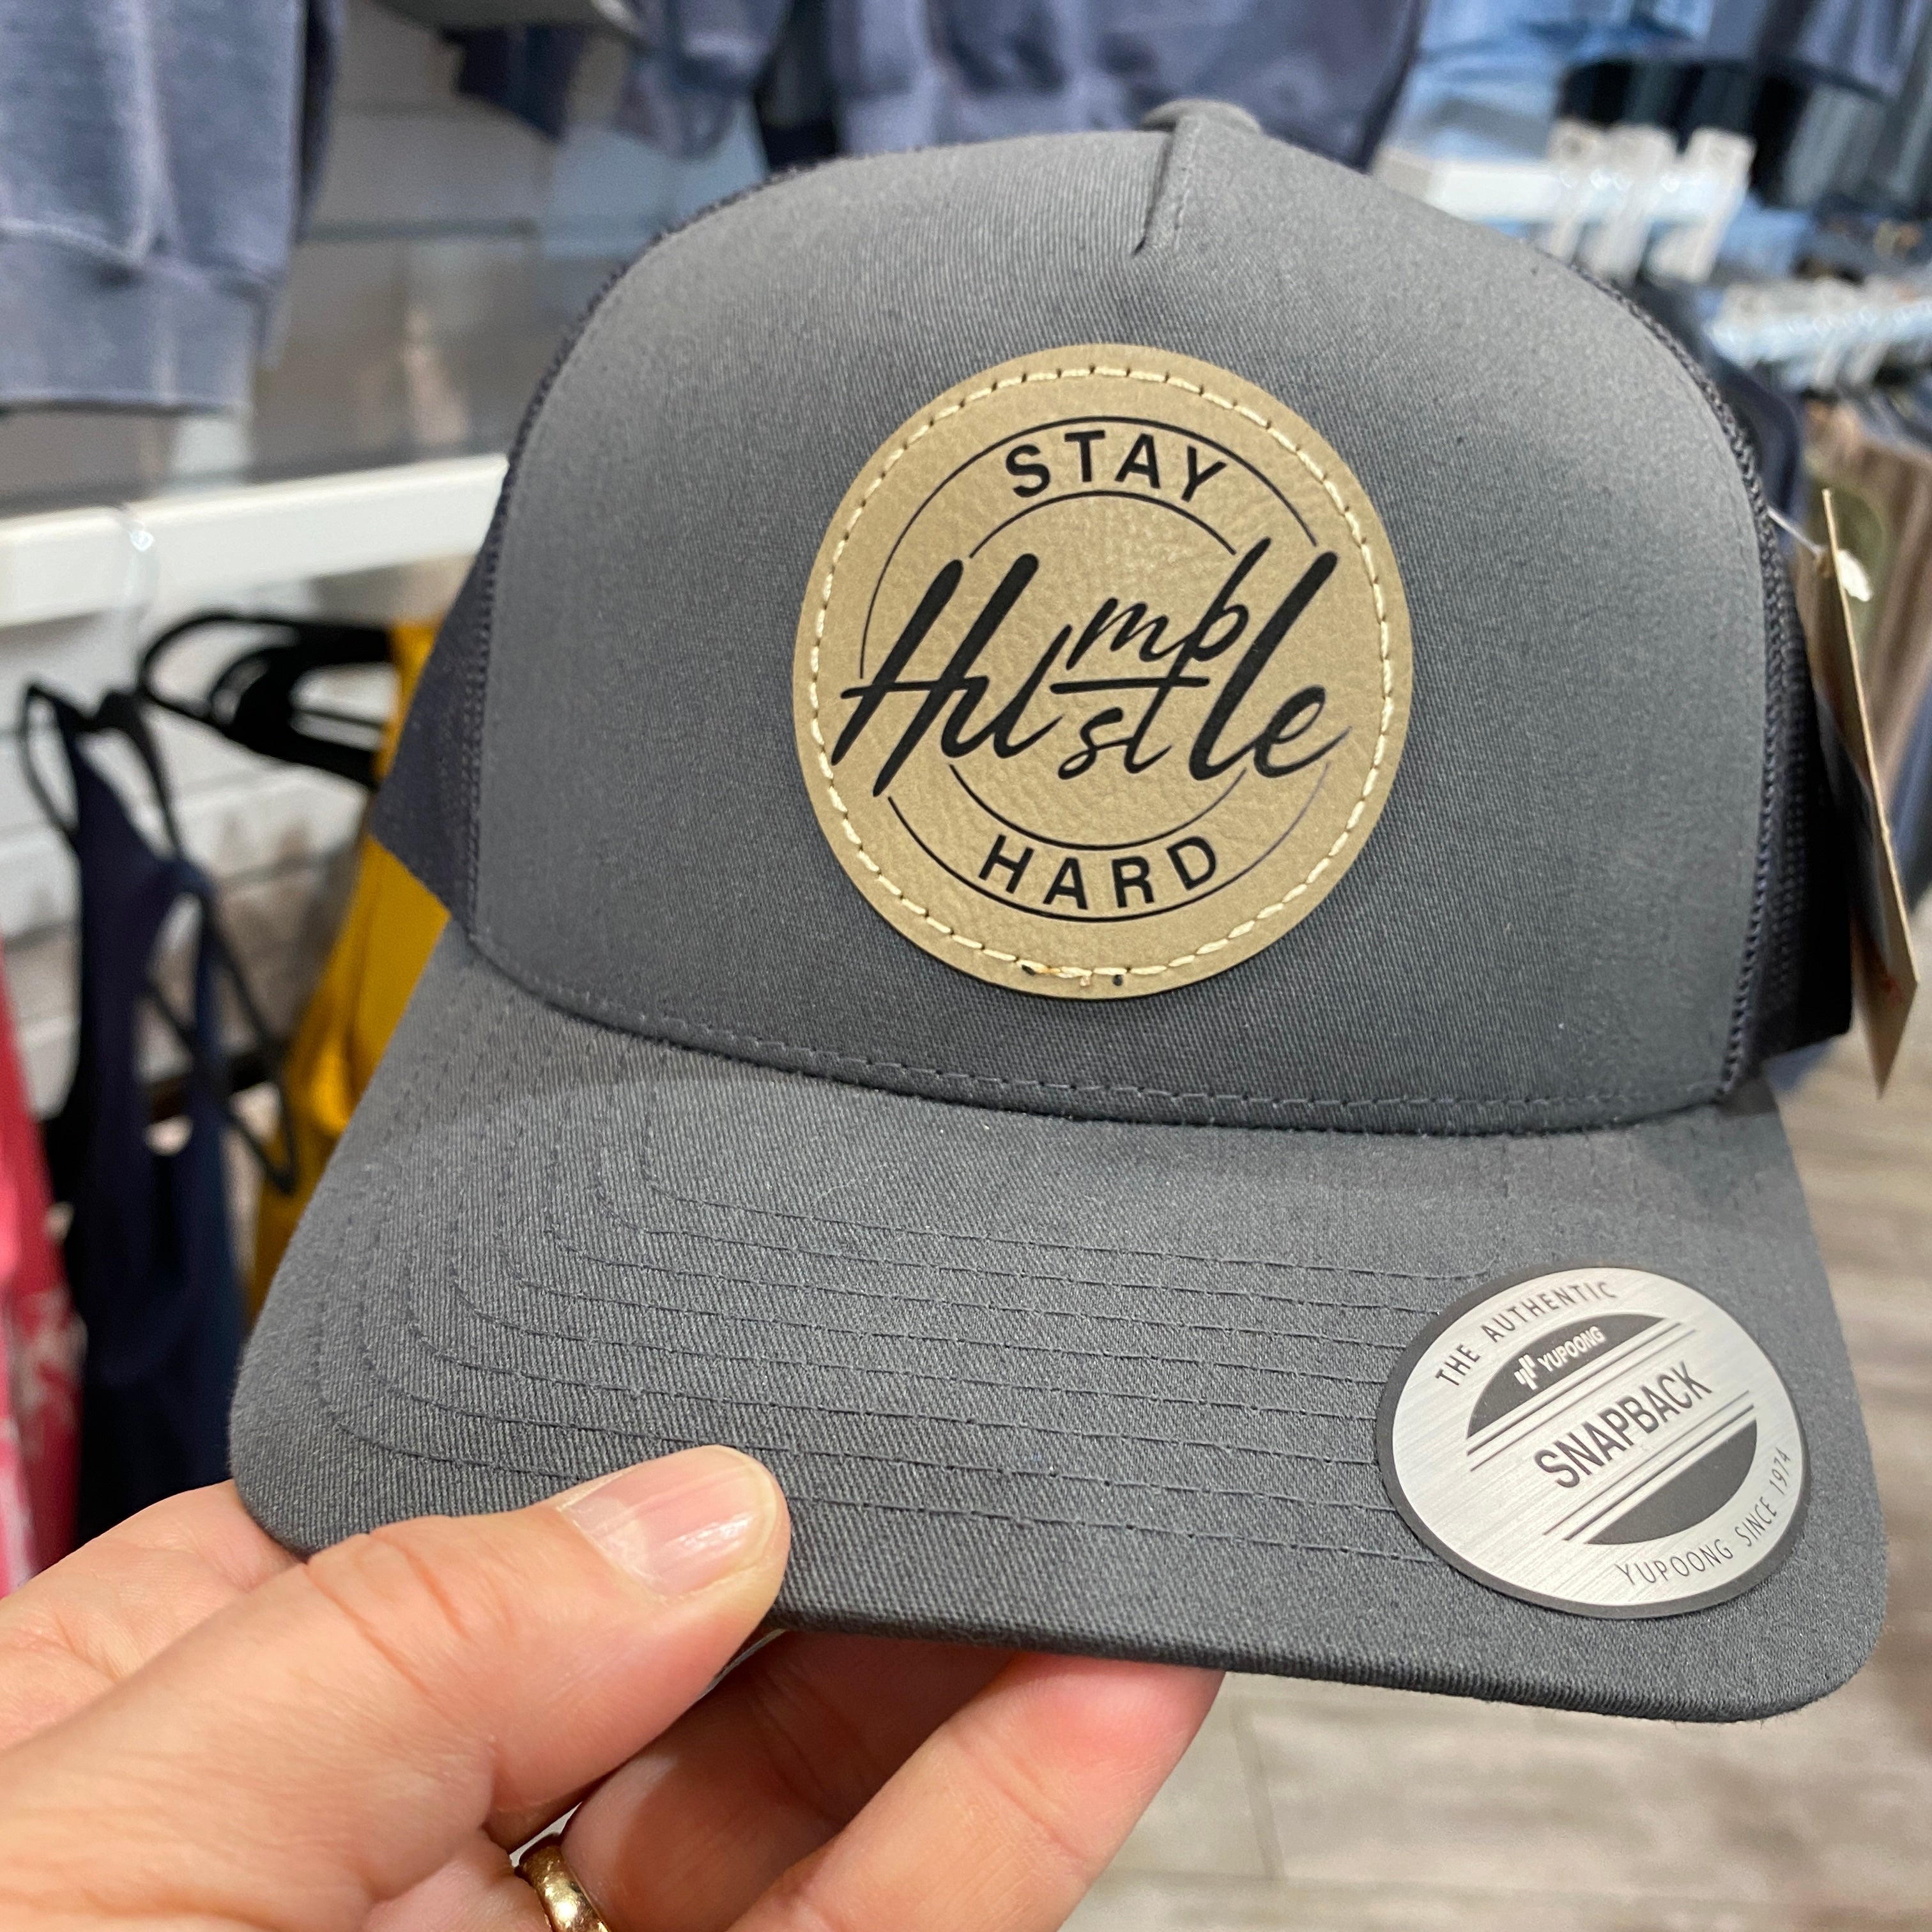 STAY
Humble
Hustle
HARD
THE AUTHENTIC
YUPOONG
SNAPBACK
YUPOONG SINCE 1974